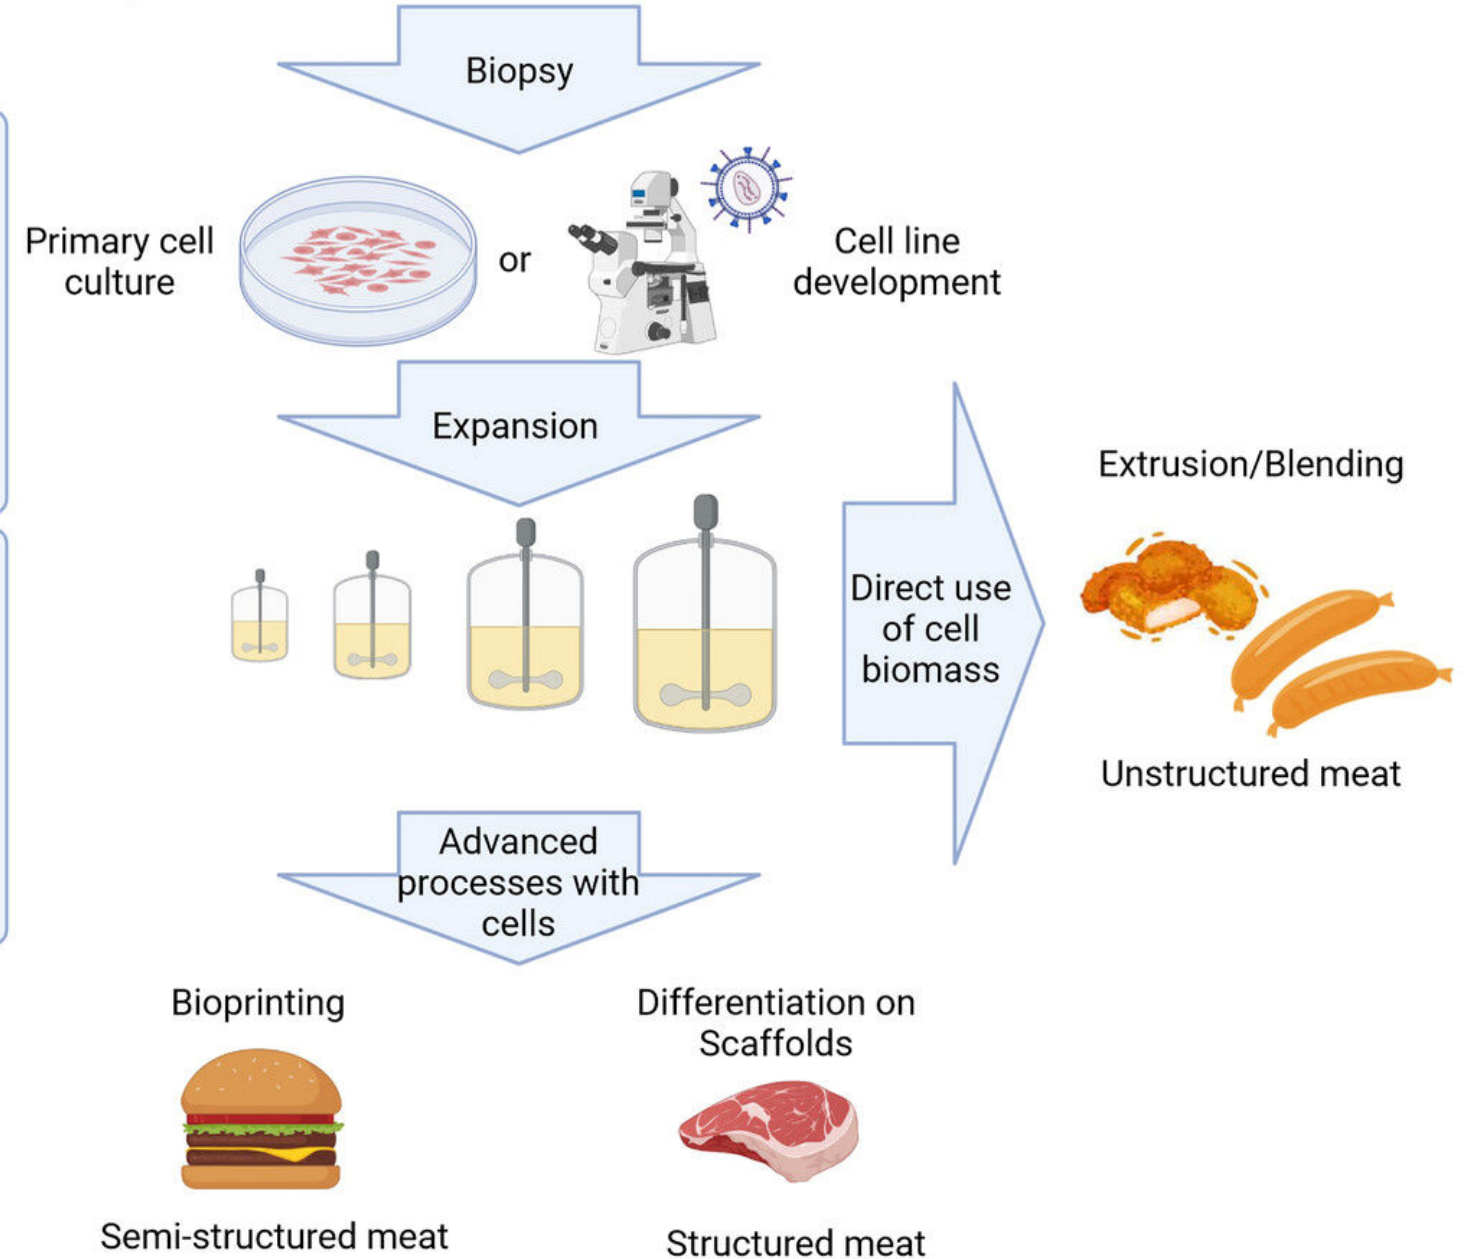 Biopsy
Primary cell
culture
or
Cell line
development
Expansion
Direct use
of cell
biomass
Extrusion/Blending
Unstructured meat
Advanced
processes with
cells
Bioprinting
Differentiation on
Scaffolds
Semi-structured meat
Structured meat